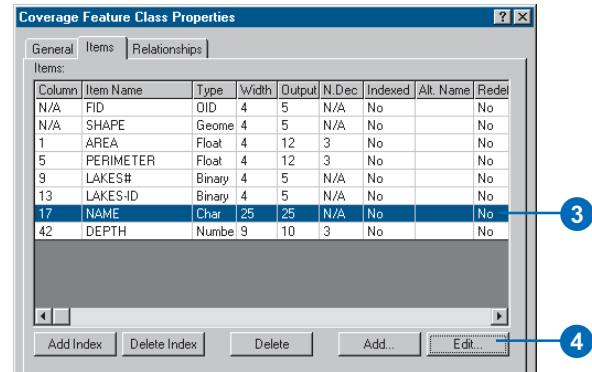 Coverage Feature Class Properties
General Items Relationships
Items:
Column Item Name Type Width Output N.Dec Indexed Alt. Name Redel
N/A FID OID 4 5 N/A No No
N/A SHAPE Geome 4 5 N/A No No
1 AREA Float 4 12 3 No No
5 PERIMETER Float 4 12 3 No No
9 LAKES# Binary 4 5 N/A No No
13 LAKES-ID Binary 4 5 N/A No No
17 NAME Char 25 25 N/A No No 3
42 DEPTH Numbe 9 10 3 No No
Add Index Delete Index Delete Add... Edit... 4